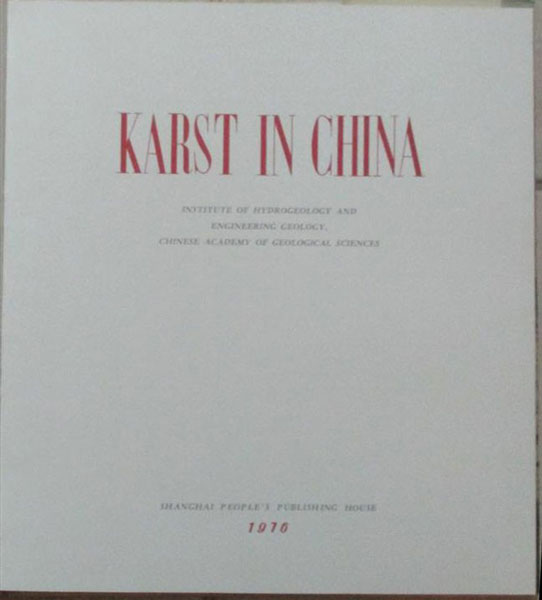 KARST IN CHINA
INSTITUTE OF HYDROGEOLOGY AND
ENGINEERING GEOLOGY,
CHINESE ACADEMY OF GEOLOGICAL SCIENCES
SHANGHAI PEOPLE'S PUBLISHING HOUSE
1976